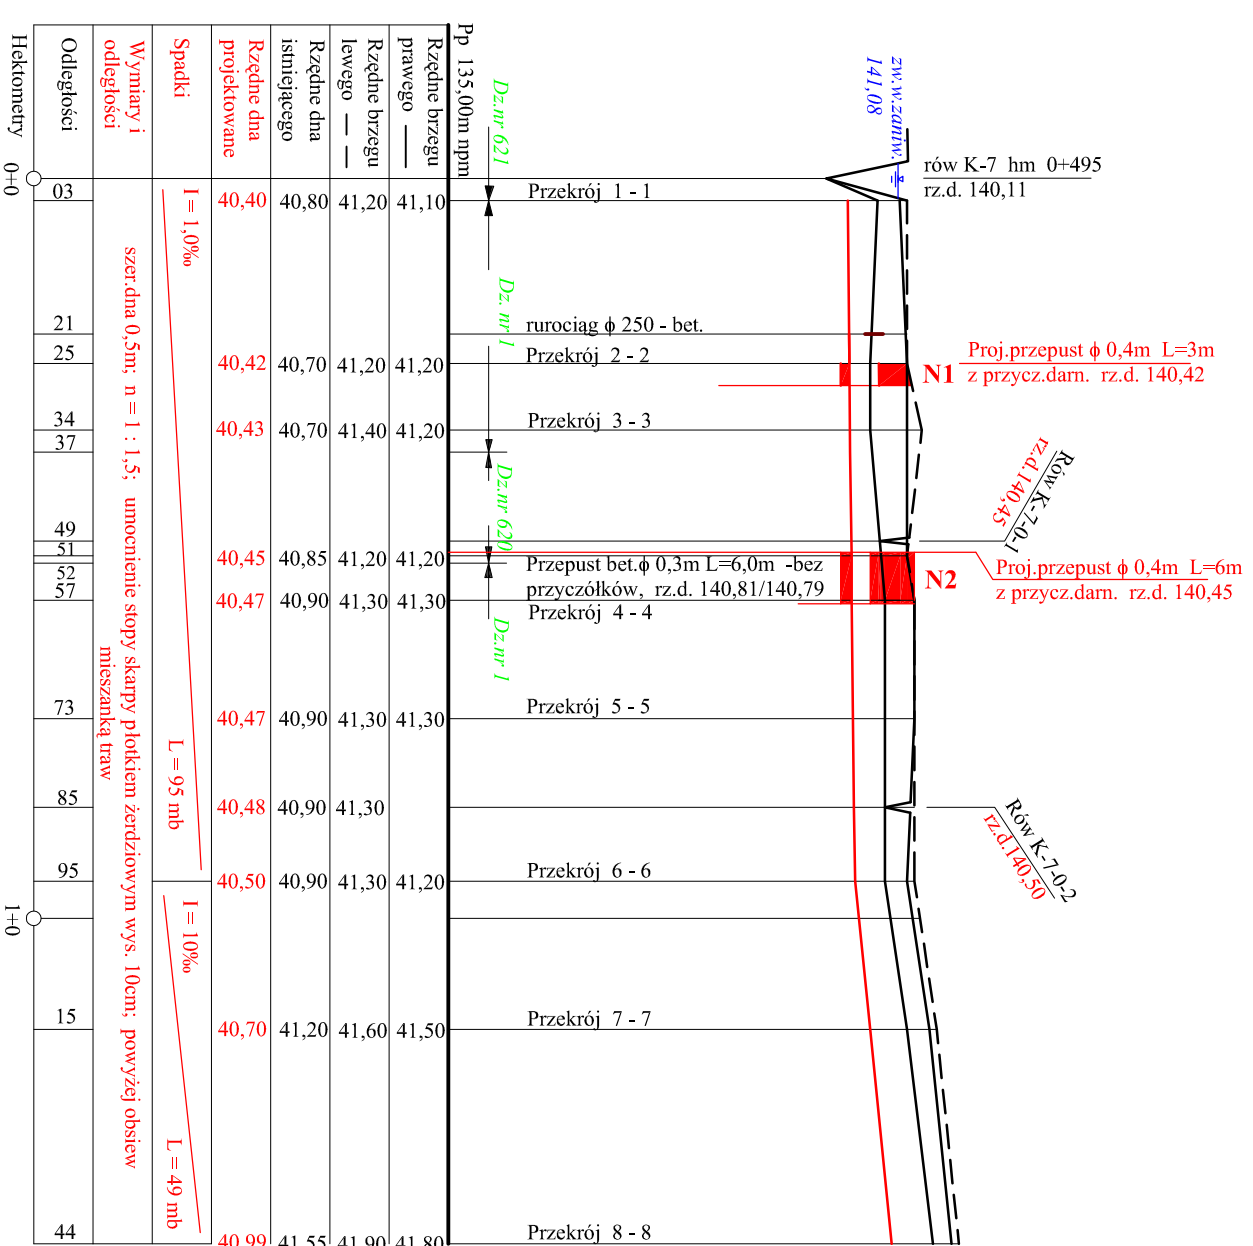 Pp 135,00m npm
Rzędne brzegu
prawego
Rzędne brzegu
lewego
Rzędne dna
istniejącego
Rzędne dna
projektowane
Spadki
Wymiary i
odległości
Odległości
Hektometry
0+0
1+0
03
21
25
34
37
49
51
52
57
73
85
95
15
44
szer.dna 0,5m; n = 1 : 1,5; umocnienie stopy skarpy płotkiem żerdziowym wys. 10cm; powyżej obsiew
mieszanką traw
I = 1,0‰
L = 95 mb
I = 10‰
L = 49 mb
40,40 40,80 41,20 41,10
40,42 40,70 41,20 41,20
40,43 40,70 41,40 41,20
40,45 40,85 41,20 41,20
40,47 40,90 41,30 41,30
40,47 40,90 41,30 41,30
40,48 40,90 41,30
40,50 40,90 41,30 41,20
40,70 41,20 41,60 41,50
40,99 41,55 41,90 41,80
Dz.nr 621
Dz. nr 1
Dz.nr 620
Dz.nr 1
Przekrój 1 - 1
rurociąg ϕ 250 - bet.
Przekrój 2 - 2
Przekrój 3 - 3
Przepust bet.ϕ 0,3m L=6,0m -bez
przyczółków, rz.d. 140,81/140,79
Przekrój 4 - 4
Przekrój 5 - 5
Przekrój 6 - 6
Przekrój 7 - 7
Przekrój 8 - 8
zw.w.zaniw.
141,08
rów K-7 hm 0+495
rz.d. 140,11
N1
Proj.przepust ϕ 0,4m L=3m
z przycz.darn. rz.d. 140,42
Rów K-7-0-1
rz.d.140,45
N2
Proj.przepust ϕ 0,4m L=6m
z przycz.darn. rz.d. 140,45
Rów K-7-0-2
rz.d.140,50